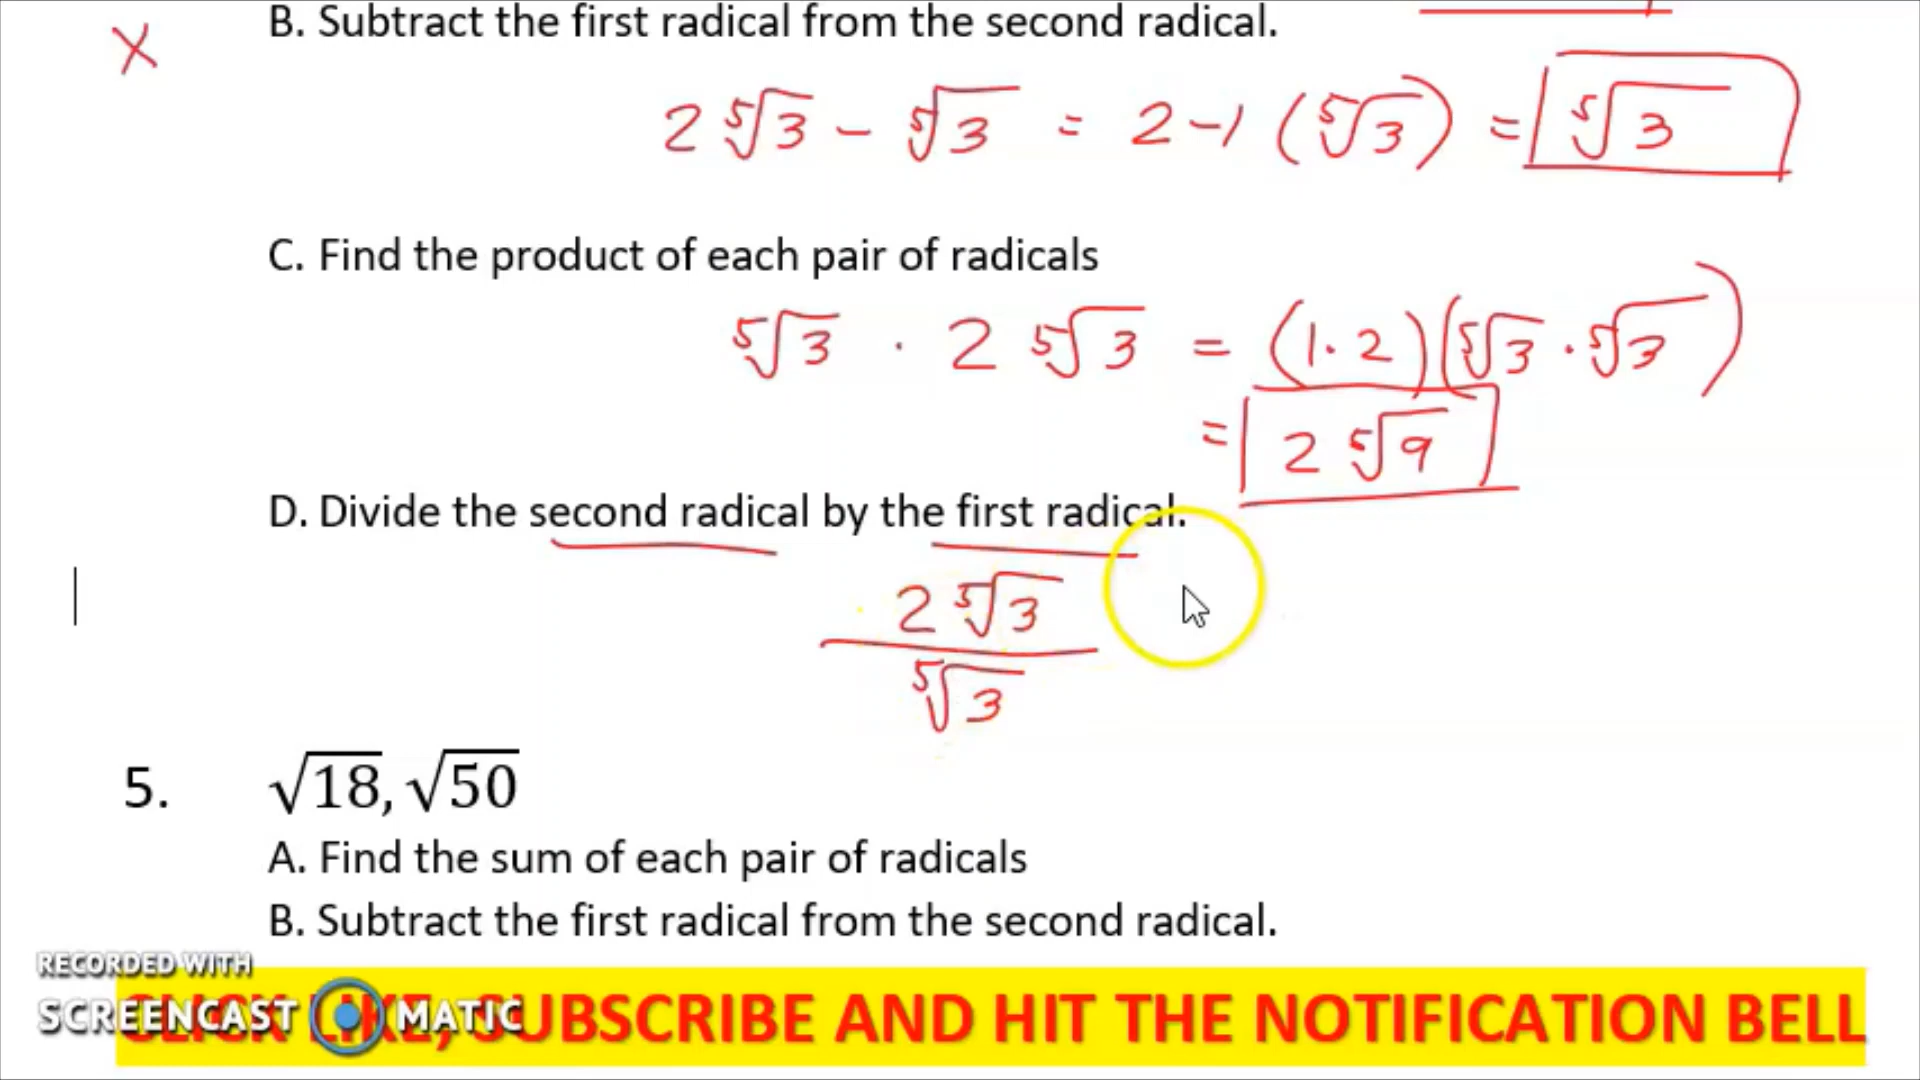 B. Subtract the first radical from the second radical.
X
2 ⁵√3 − ⁵√3 = 2−1 (⁵√3) = ⁵√3
C. Find the product of each pair of radicals
⁵√3 · 2 ⁵√3 = (1·2)(⁵√3 · ⁵√3)
= 2 ⁵√9
D. Divide the second radical by the first radical.
2 ⁵√3
⁵√3
5. √18, √50
A. Find the sum of each pair of radicals
B. Subtract the first radical from the second radical.
RECORDED WITH
SCREENCAST MATIC
CLICK LIKE, SUBSCRIBE AND HIT THE NOTIFICATION BELL